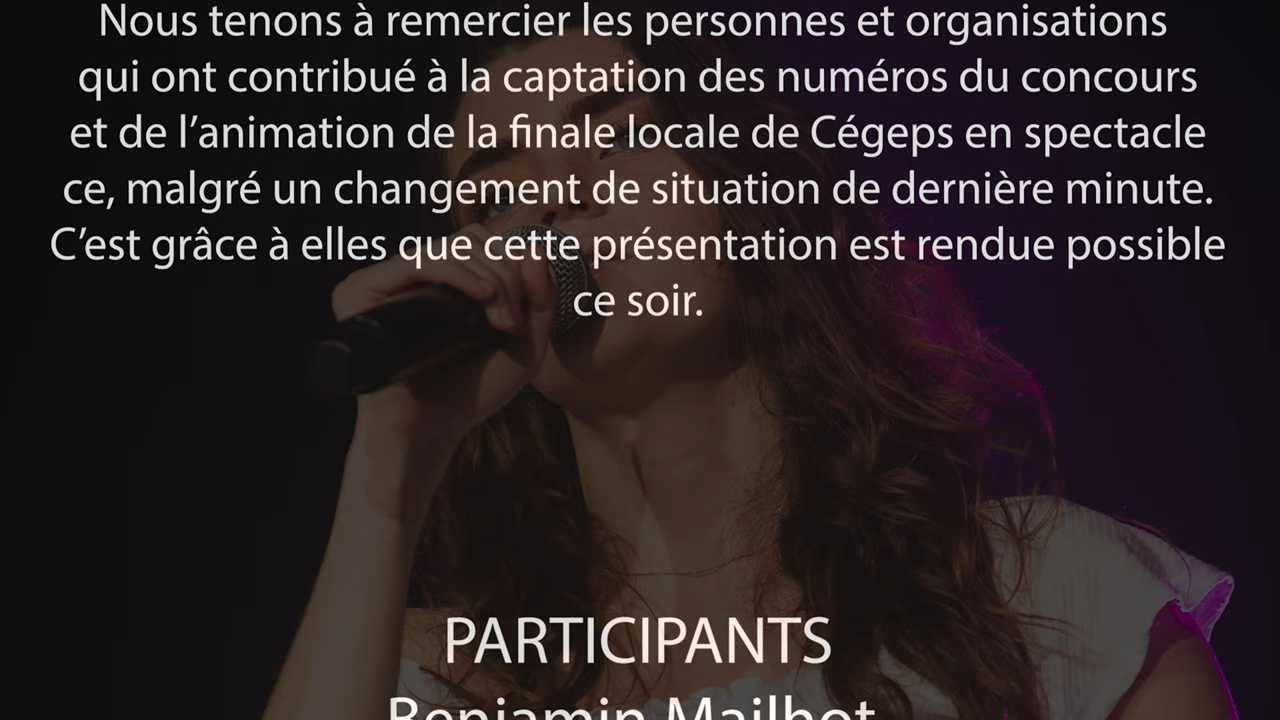 Nous tenons à remercier les personnes et organisations
qui ont contribué à la captation des numéros du concours
et de l’animation de la finale locale de Cégeps en spectacle
ce, malgré un changement de situation de dernière minute.
C’est grâce à elles que cette présentation est rendue possible
ce soir.
PARTICIPANTS
Benjamin Mailhot